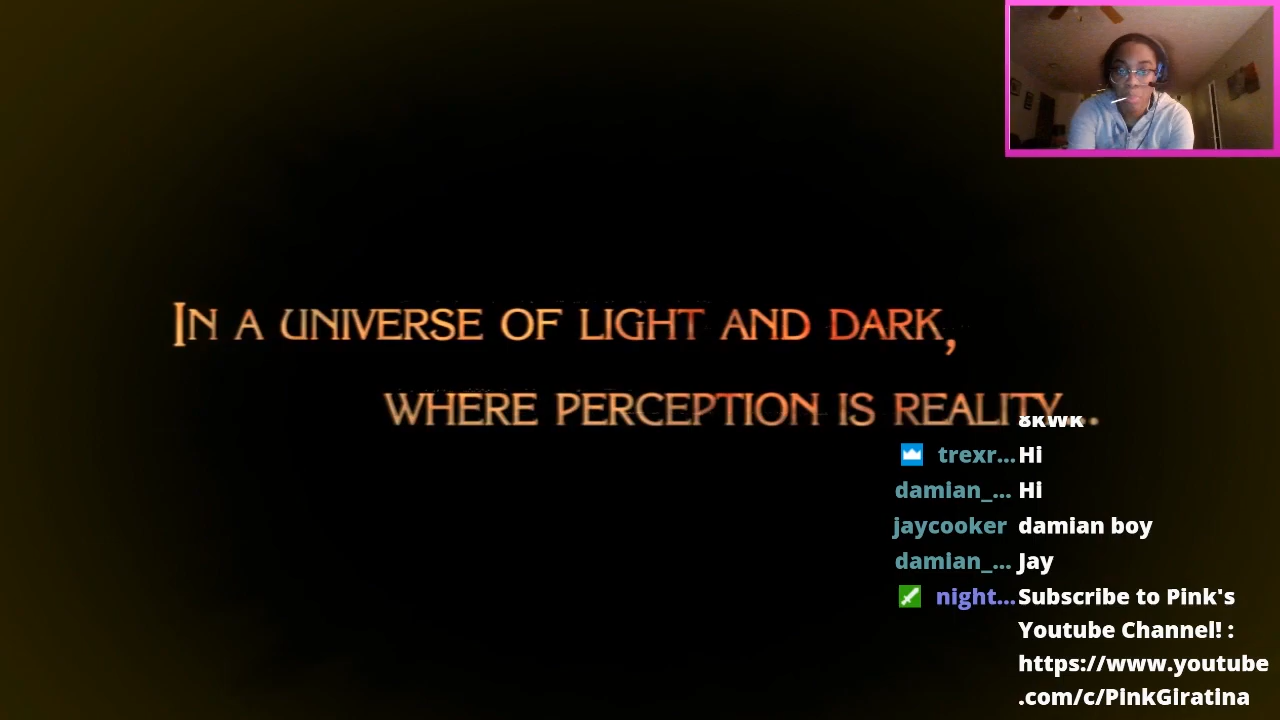 In a universe of light and dark,
where perception is reality...
8kwk
trexr... Hi
damian_... Hi
jaycooker damian boy
damian_... Jay
night... Subscribe to Pink's
Youtube Channel! :
https://www.youtube
.com/c/PinkGiratina